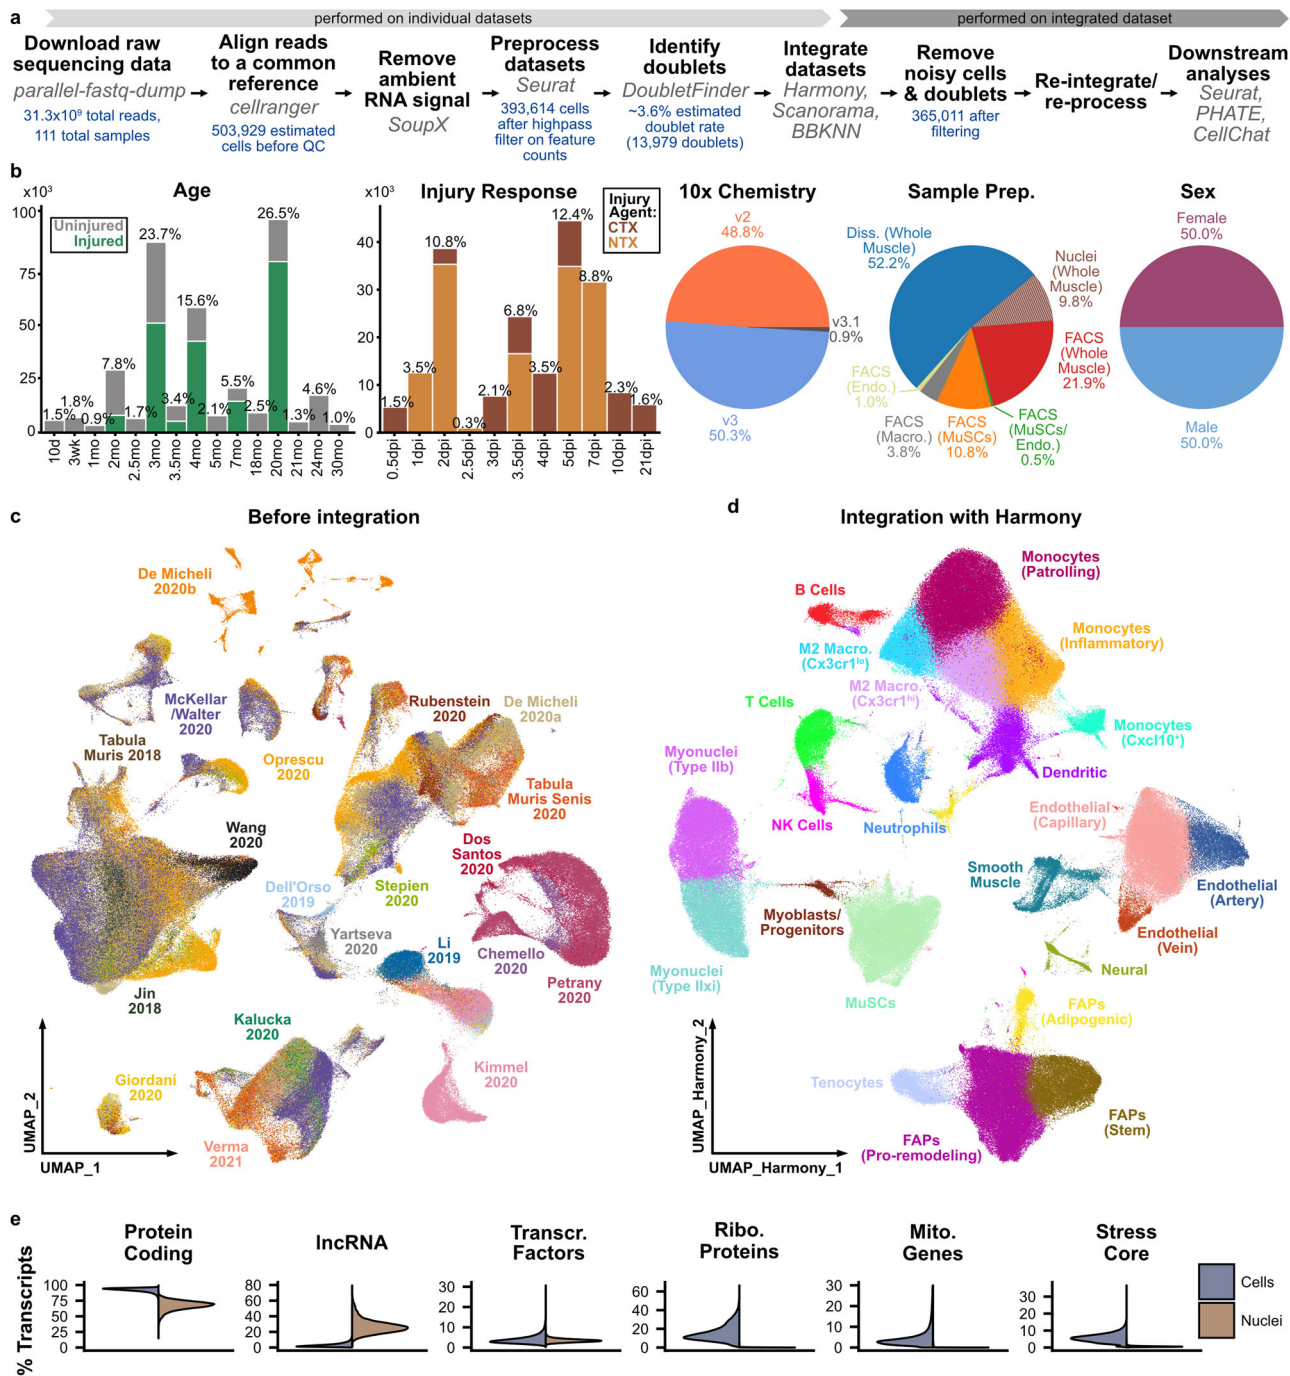 a
performed on individual datasets
performed on integrated dataset
Download raw
sequencing data
parallel-fastq-dump
31.3x10⁹ total reads,
111 total samples
Align reads
to a common
reference
cellranger
503,929 estimated
cells before QC
Remove
ambient
RNA signal
SoupX
Preprocess
datasets
Seurat
393,614 cells
after highpass
filter on feature
counts
Identify
doublets
DoubletFinder
~3.6% estimated
doublet rate
(13,979 doublets)
Integrate
datasets
Harmony,
Scanorama,
BBKNN
Remove
noisy cells
& doublets
365,011 after
filtering
Re-integrate/
re-process
Downstream
analyses
Seurat,
PHATE,
CellChat
b
x10³
Age
Uninjured
Injured
100
75
50
25
0
1.5%
1.8%
0.9%
7.8%
1.7%
23.7%
3.4%
15.6%
2.1%
5.5%
2.5%
26.5%
1.3%
4.6%
1.0%
10d
3wk
1mo
2mo
2.5mo
3mo
3.5mo
4mo
5mo
7mo
18mo
20mo
21mo
24mo
30mo
x10³
Injury Response
Injury
Agent:
CTX
NTX
40
30
20
10
0
1.5%
3.5%
10.8%
0.3%
2.1%
6.8%
3.5%
12.4%
8.8%
2.3%
1.6%
0.5dpi
1dpi
2dpi
2.5dpi
3dpi
3.5dpi
4dpi
5dpi
7dpi
10dpi
21dpi
10x Chemistry
v2
48.8%
v3.1
0.9%
v3
50.3%
Sample Prep.
Diss. (Whole
Muscle)
52.2%
Nuclei
(Whole
Muscle)
9.8%
FACS
(Whole
Muscle)
21.9%
FACS
(MuSCs/
Endo.)
0.5%
FACS
(MuSCs)
10.8%
FACS
(Macro.)
3.8%
FACS
(Endo.)
1.0%
Sex
Female
50.0%
Male
50.0%
c
Before integration
De Micheli
2020b
McKellar
/Walter
2020
Tabula
Muris 2018
Oprescu
2020
Rubenstein
2020
De Micheli
2020a
Tabula
Muris Senis
2020
Wang
2020
Dos
Santos
2020
Dell'Orso
2019
Stepien
2020
Yartseva
2020
Li
2019
Chemello
2020
Petrany
2020
Jin
2018
Kalucka
2020
Kimmel
2020
Giordani
2020
Verma
2021
UMAP_2
UMAP_1
d
Integration with Harmony
Monocytes
(Patrolling)
B Cells
M2 Macro.
(Cx3cr1ˡᵒ)
Monocytes
(Inflammatory)
M2 Macro.
(Cx3cr1ʰⁱ)
T Cells
Monocytes
(Cxcl10⁺)
Myonuclei
(Type IIb)
Dendritic
NK Cells
Neutrophils
Endothelial
(Capillary)
Smooth
Muscle
Endothelial
(Artery)
Myoblasts/
Progenitors
Endothelial
(Vein)
Myonuclei
(Type IIxi)
Neural
MuSCs
FAPs
(Adipogenic)
Tenocytes
FAPs
(Stem)
FAPs
(Pro-remodeling)
UMAP_Harmony_2
UMAP_Harmony_1
e
% Transcripts
Protein
Coding
100
75
50
25
0
lncRNA
80
60
40
20
0
Transcr.
Factors
30
20
10
0
Ribo.
Proteins
60
40
20
0
Mito.
Genes
30
20
10
0
Stress
Core
30
20
10
0
Cells
Nuclei